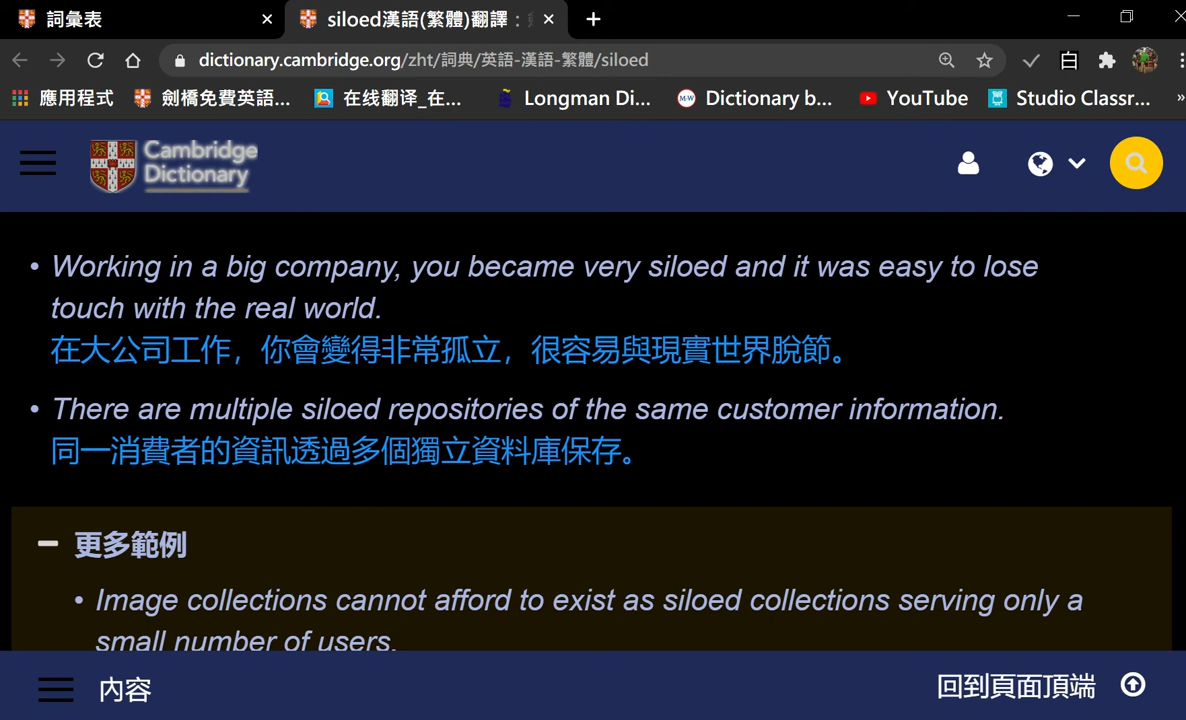 詞彙表
siloed漢語(繁體)翻譯：
dictionary.cambridge.org/zht/詞典/英語-漢語-繁體/siloed
白
應用程式
劍橋免費英語...
在线翻译_在...
Longman Di...
M-W
Dictionary b...
YouTube
Studio Classr...
»
Cambridge
Dictionary
• Working in a big company, you became very siloed and it was easy to lose
touch with the real world.
在大公司工作，你會變得非常孤立，很容易與現實世界脫節。
• There are multiple siloed repositories of the same customer information.
同一消費者的資訊透過多個獨立資料庫保存。
更多範例
• Image collections cannot afford to exist as siloed collections serving only a
small number of users.
內容
回到頁面頂端